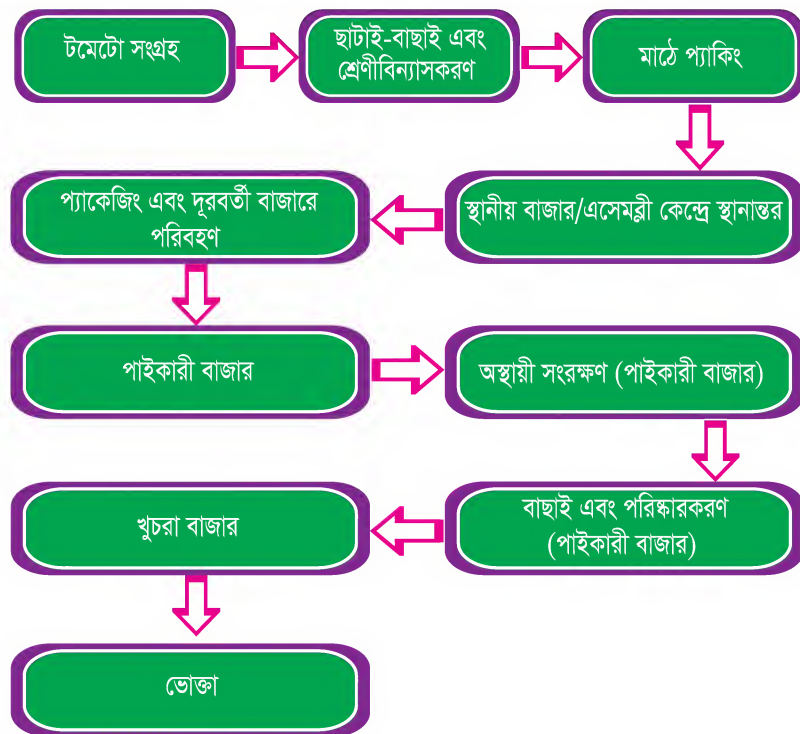 টমেটো সংগ্রহ
ছাটাই-বাছাই এবং
শ্রেণীবিন্যাসকরণ
মাঠে প্যাকিং
স্থানীয় বাজার/এসেমব্লী কেন্দ্রে স্থানান্তর
প্যাকেজিং এবং দূরবর্তী বাজারে
পরিবহণ
পাইকারী বাজার
অস্থায়ী সংরক্ষণ (পাইকারী বাজার)
বাছাই এবং পরিষ্কারকরণ
(পাইকারী বাজার)
খুচরা বাজার
ভোক্তা